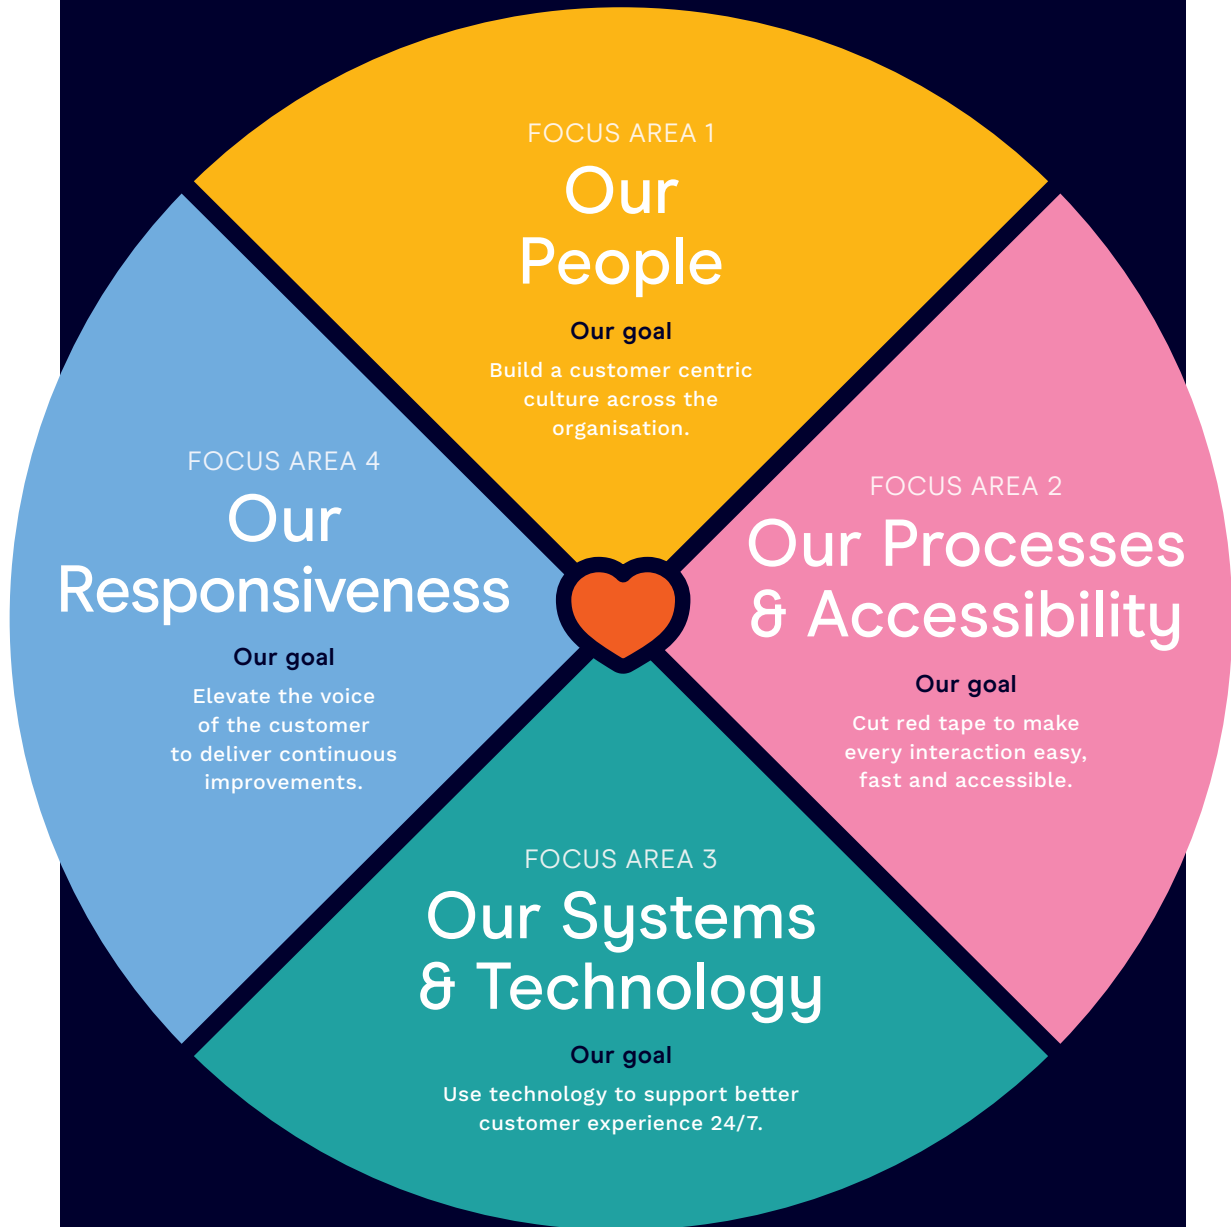 FOCUS AREA 1
Our
People
Our goal
Build a customer centric
culture across the
organisation.
FOCUS AREA 2
Our Processes
& Accessibility
Our goal
Cut red tape to make
every interaction easy,
fast and accessible.
FOCUS AREA 3
Our Systems
& Technology
Our goal
Use technology to support better
customer experience 24/7.
FOCUS AREA 4
Our
Responsiveness
Our goal
Elevate the voice
of the customer
to deliver continuous
improvements.